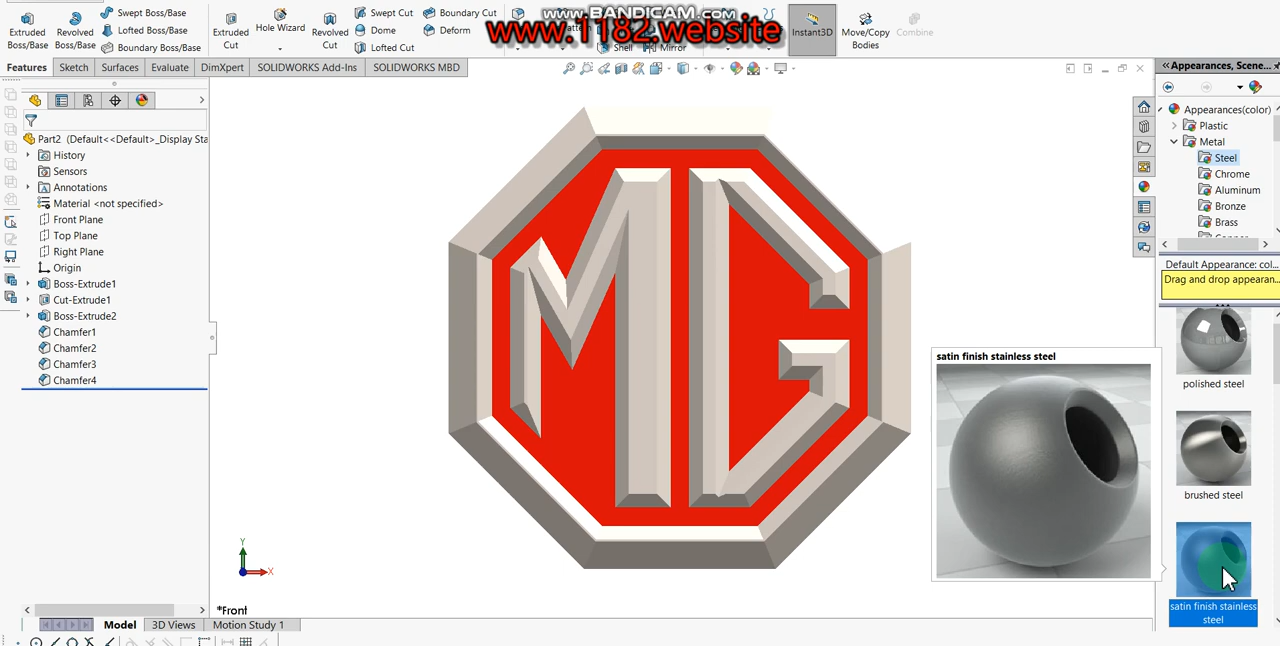 www.BANDICAM.com
www.1182.website
Extruded Boss/Base
Revolved Boss/Base
Swept Boss/Base
Lofted Boss/Base
Boundary Boss/Base
Extruded Cut
Hole Wizard
Revolved Cut
Swept Cut
Dome
Lofted Cut
Boundary Cut
Deform
Shell
Mirror
Instant3D
Move/Copy Bodies
Combine
Features
Sketch
Surfaces
Evaluate
DimXpert
SOLIDWORKS Add-Ins
SOLIDWORKS MBD
Part2 (Default<<Default>_Display Sta
History
Sensors
Annotations
Material <not specified>
Front Plane
Top Plane
Right Plane
Origin
Boss-Extrude1
Cut-Extrude1
Boss-Extrude2
Chamfer1
Chamfer2
Chamfer3
Chamfer4
MG
Y
X
*Front
Model
3D Views
Motion Study 1
Appearances, Scene...
Appearances(color)
Plastic
Metal
Steel
Chrome
Aluminum
Bronze
Brass
Default Appearance: col...
Drag and drop appearan...
polished steel
brushed steel
satin finish stainless
steel
satin finish stainless steel